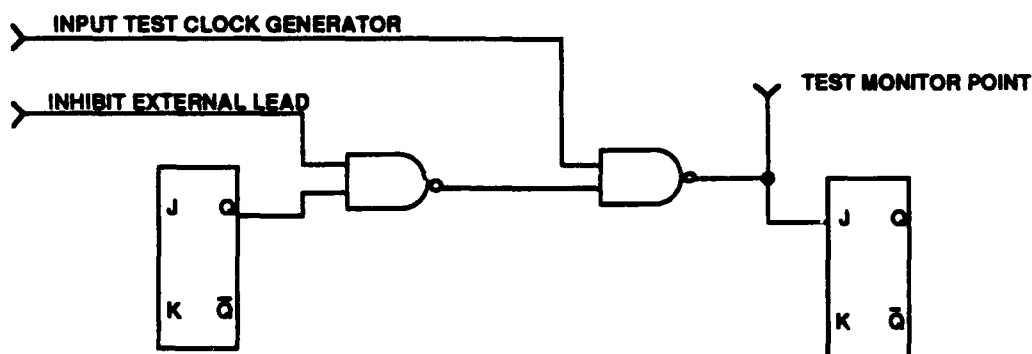 INPUT TEST CLOCK GENERATOR
TEST MONITOR POINT
INHIBIT EXTERNAL LEAD
J Q
K Q̅
J Q
K Q̅